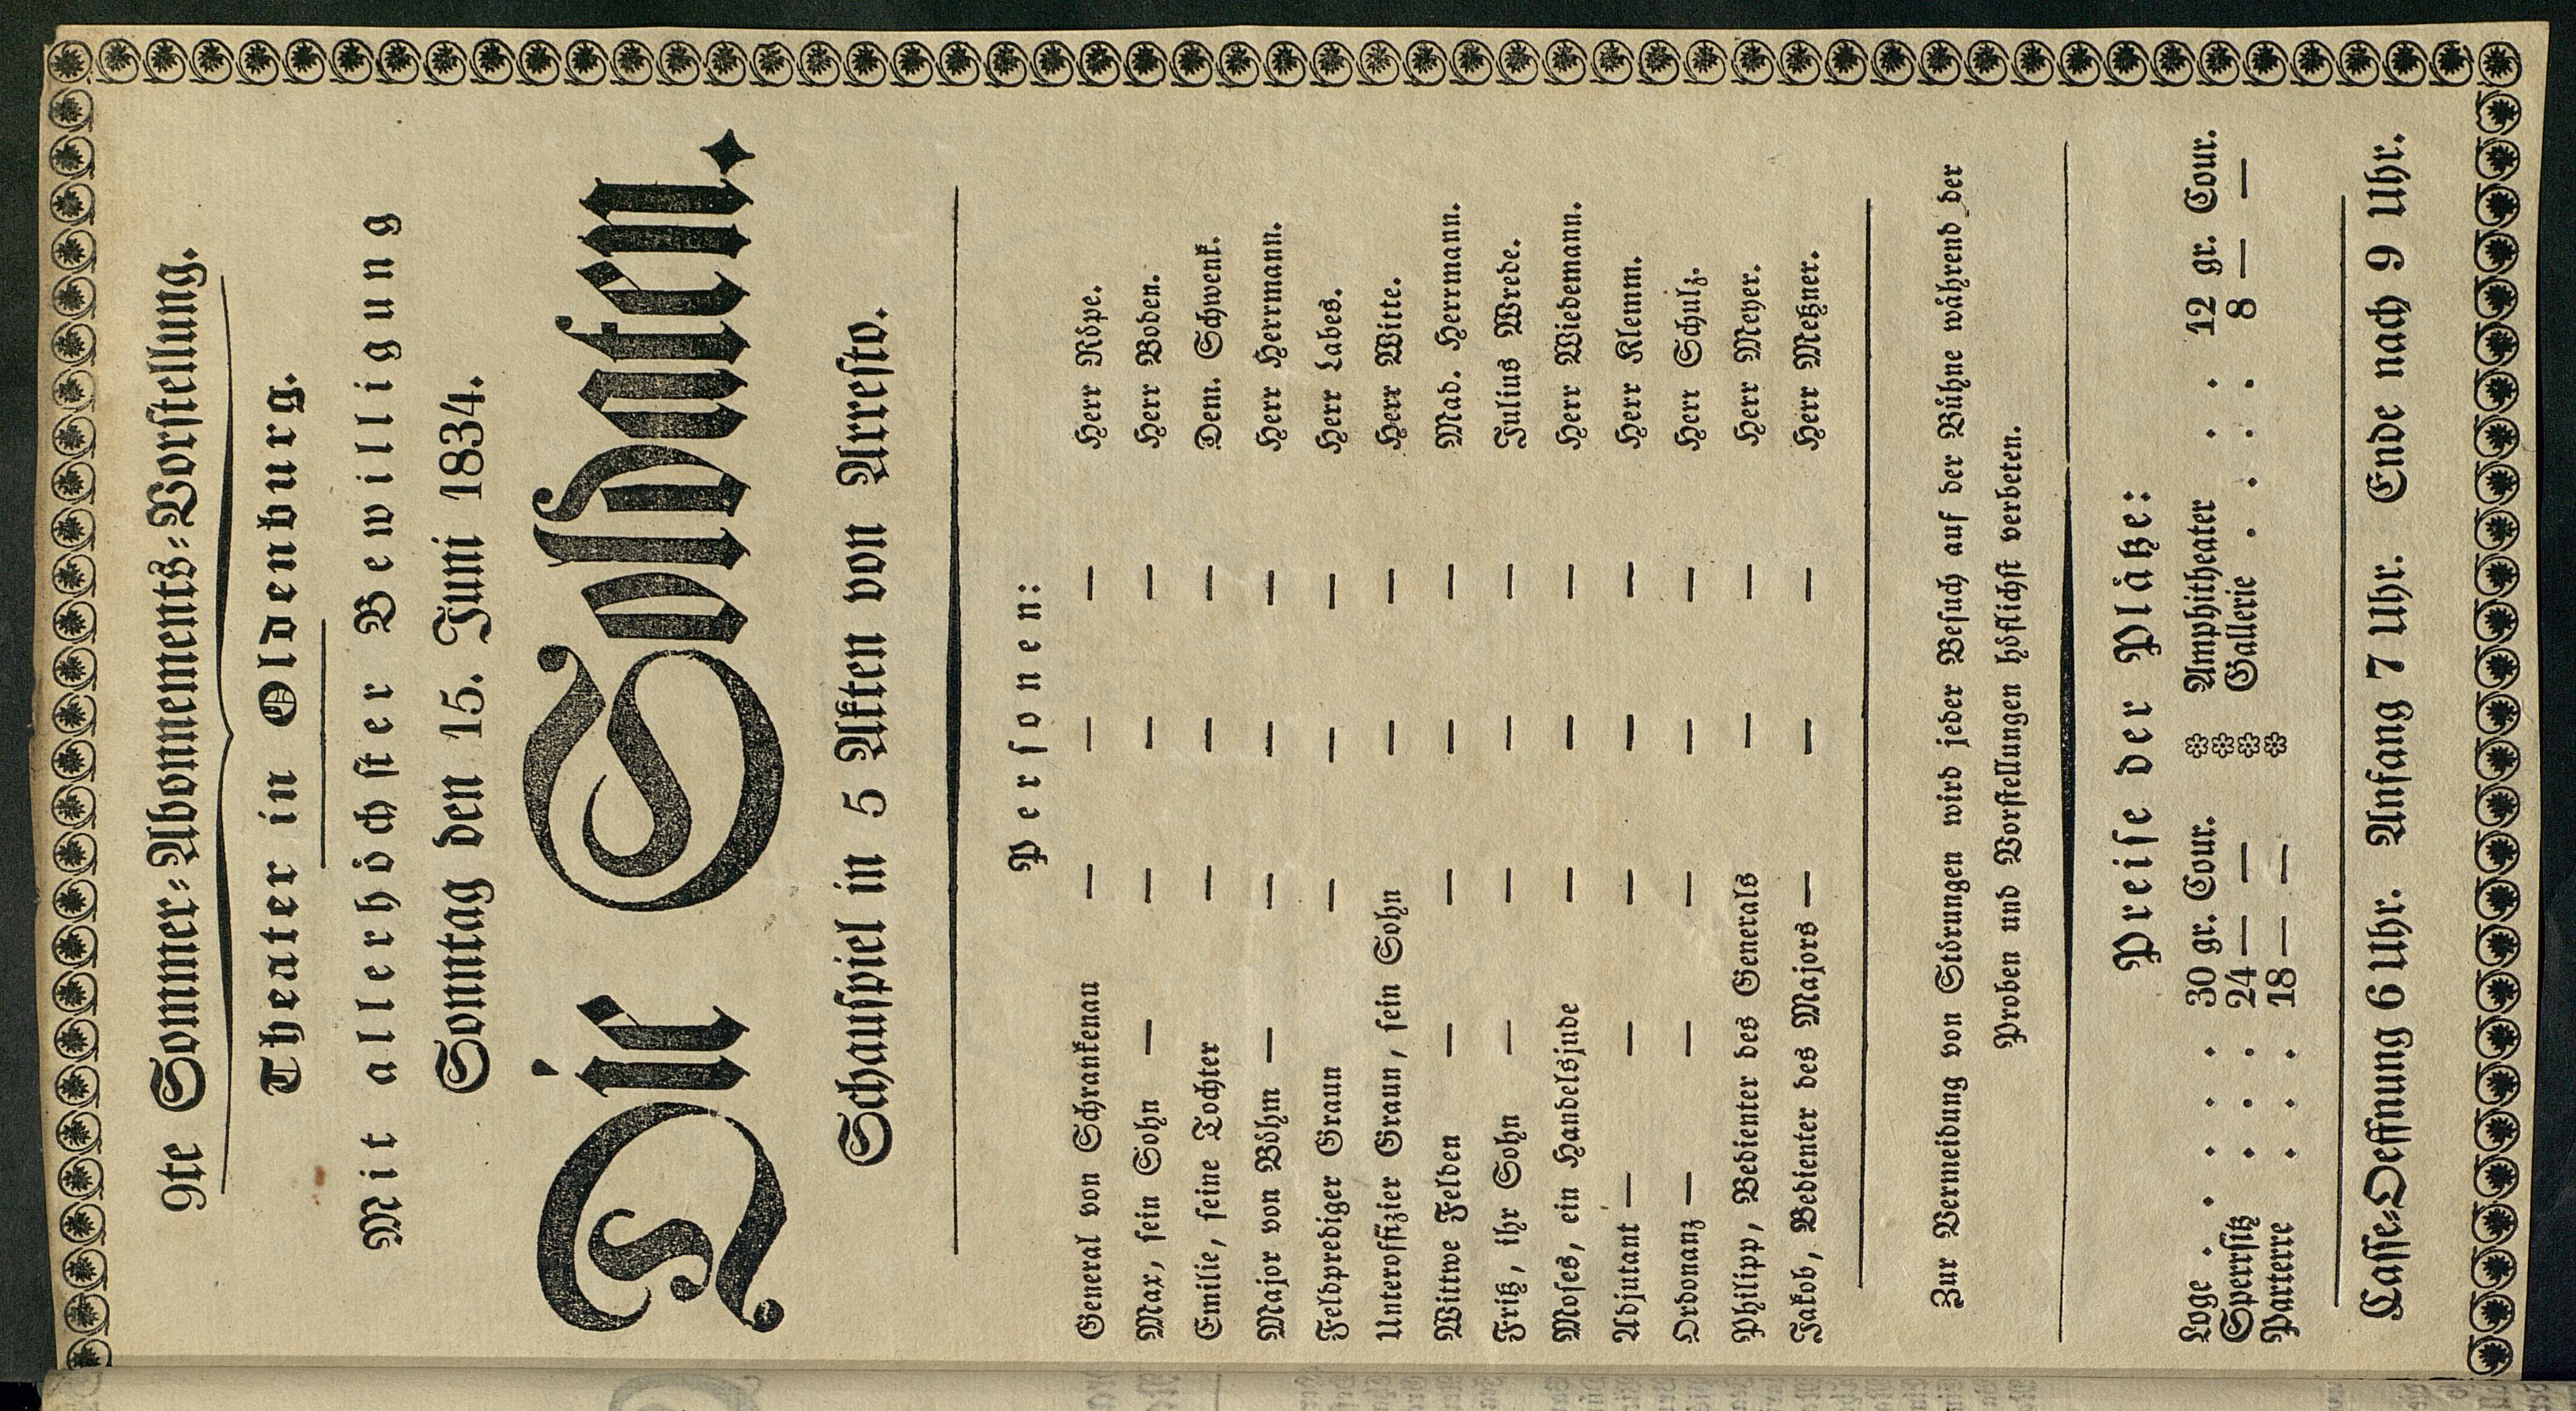 9te Sommer-Abonnements-Vorstellung.
Theater in Oldenburg.
Mit allerhöchster Bewilligung
Sonntag den 15. Juni 1834.
Die Soldaten.
Schauspiel in 5 Akten von Arresto.
Personen:
General von Schrankenau — — — Herr Röpe.
Max, sein Sohn — — — — Herr Boden.
Emilie, seine Tochter — — — Dem. Schwenk.
Major von Böhm — — — — Herr Herrmann.
Feldprediger Graun — — — Herr Labes.
Unteroffizier Graun, sein Sohn — — Herr Witte.
Wittwe Felden — — — — Mad. Herrmann.
Fritz, ihr Sohn — — — — Julius Wrede.
Moses, ein Handelsjude — — — Herr Wiedemann.
Adjutant — — — — — Herr Klemm.
Ordonanz — — — — — Herr Schulz.
Philipp, Bedienter des Generals — — Herr Meyer.
Jakob, Bedienter des Majors — — — Herr Metzner.
Zur Vermeidung von Störungen wird jeder Besuch auf der Bühne während der
Proben und Vorstellungen höflichst verbeten.
Preise der Plätze:
Loge . . . . . 30 gr. Cour. Amphitheater . . . 12 gr. Cour.
Sperrsitz . . . . 24 — — Gallerie . . . . 8 — —
Parterre . . . 18 — —
Casse-Oeffnung 6 Uhr. Anfang 7 Uhr. Ende nach 9 Uhr.